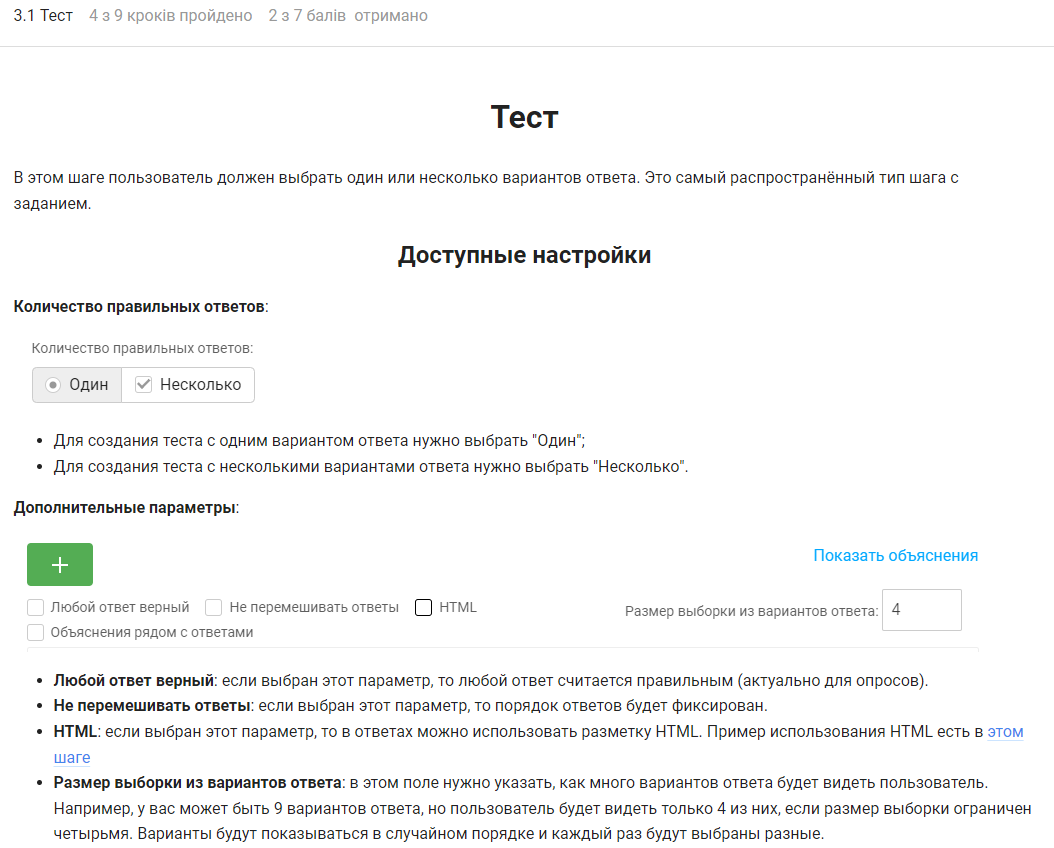 3.1 Тест 4 з 9 кроків пройдено 2 з 7 балів отримано
Тест
В этом шаге пользователь должен выбрать один или несколько вариантов ответа. Это самый распространённый тип шага с
заданием.
Доступные настройки
Количество правильных ответов:
Количество правильных ответов:
Один Несколько
Для создания теста с одним вариантом ответа нужно выбрать "Один";
Для создания теста с несколькими вариантами ответа нужно выбрать "Несколько".
Дополнительные параметры:
+ Показать объяснения
Любой ответ верный Не перемешивать ответы HTML Размер выборки из вариантов ответа: 4
Объяснения рядом с ответами
Любой ответ верный: если выбран этот параметр, то любой ответ считается правильным (актуально для опросов).
Не перемешивать ответы: если выбран этот параметр, то порядок ответов будет фиксирован.
HTML: если выбран этот параметр, то в ответах можно использовать разметку HTML. Пример использования HTML есть в этом
шаге
Размер выборки из вариантов ответа: в этом поле нужно указать, как много вариантов ответа будет видеть пользователь.
Например, у вас может быть 9 вариантов ответа, но пользователь будет видеть только 4 из них, если размер выборки ограничен
четырьмя. Варианты будут показываться в случайном порядке и каждый раз будут выбраны разные.